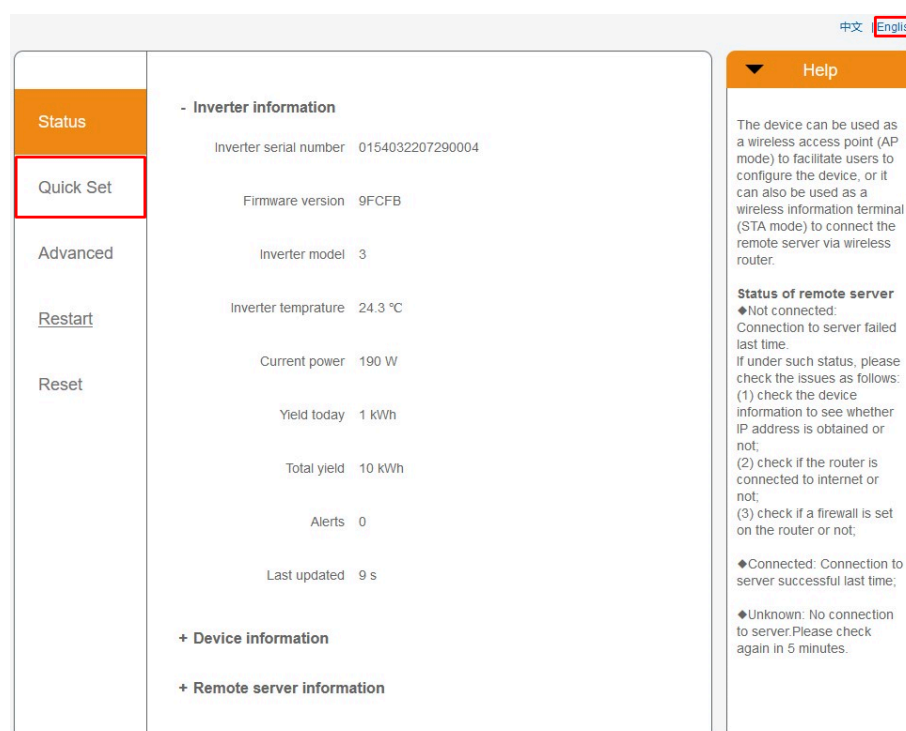 中文 | Englis
Help
Status
Quick Set
Advanced
Restart
Reset
- Inverter information
Inverter serial number 0154032207290004
Firmware version 9FCFB
Inverter model 3
Inverter temprature 24.3 ℃
Current power 190 W
Yield today 1 kWh
Total yield 10 kWh
Alerts 0
Last updated 9 s
+ Device information
+ Remote server information
The device can be used as
a wireless access point (AP
mode) to facilitate users to
configure the device, or it
can also be used as a
wireless information terminal
(STA mode) to connect the
remote server via wireless
router.
Status of remote server
◆Not connected:
Connection to server failed
last time.
If under such status, please
check the issues as follows:
(1) check the device
information to see whether
IP address is obtained or
not;
(2) check if the router is
connected to internet or
not;
(3) check if a firewall is set
on the router or not;
◆Connected: Connection to
server successful last time;
◆Unknown: No connection
to server.Please check
again in 5 minutes.